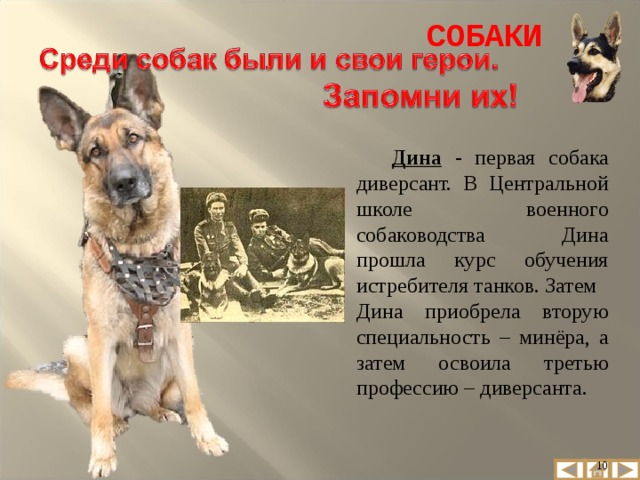 СОБАКИ
Среди собак были и свои герои.
Запомни их!
Дина - первая собака
диверсант. В Центральной
школе военного
собаководства Дина
прошла курс обучения
истребителя танков. Затем
Дина приобрела вторую
специальность – минёра, а
затем освоила третью
профессию – диверсанта.
10